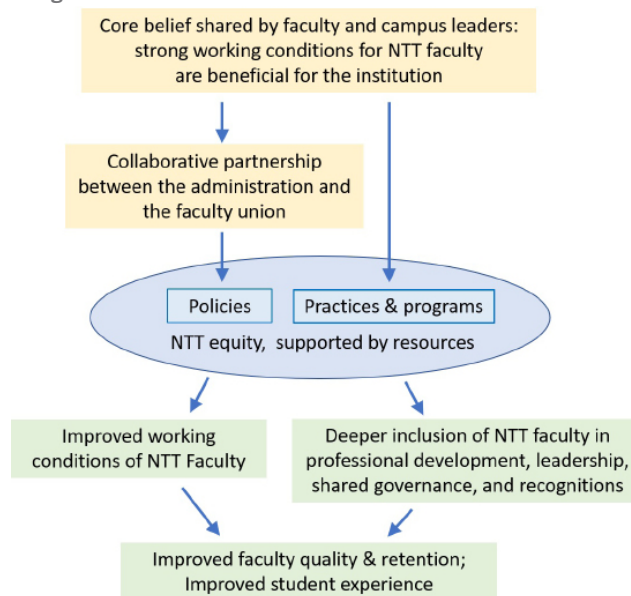 Core belief shared by faculty and campus leaders:
strong working conditions for NTT faculty
are beneficial for the institution
Collaborative partnership
between the administration and
the faculty union
Policies
Practices & programs
NTT equity, supported by resources
Improved working
conditions of NTT Faculty
Deeper inclusion of NTT faculty in
professional development, leadership,
shared governance, and recognitions
Improved faculty quality & retention;
Improved student experience